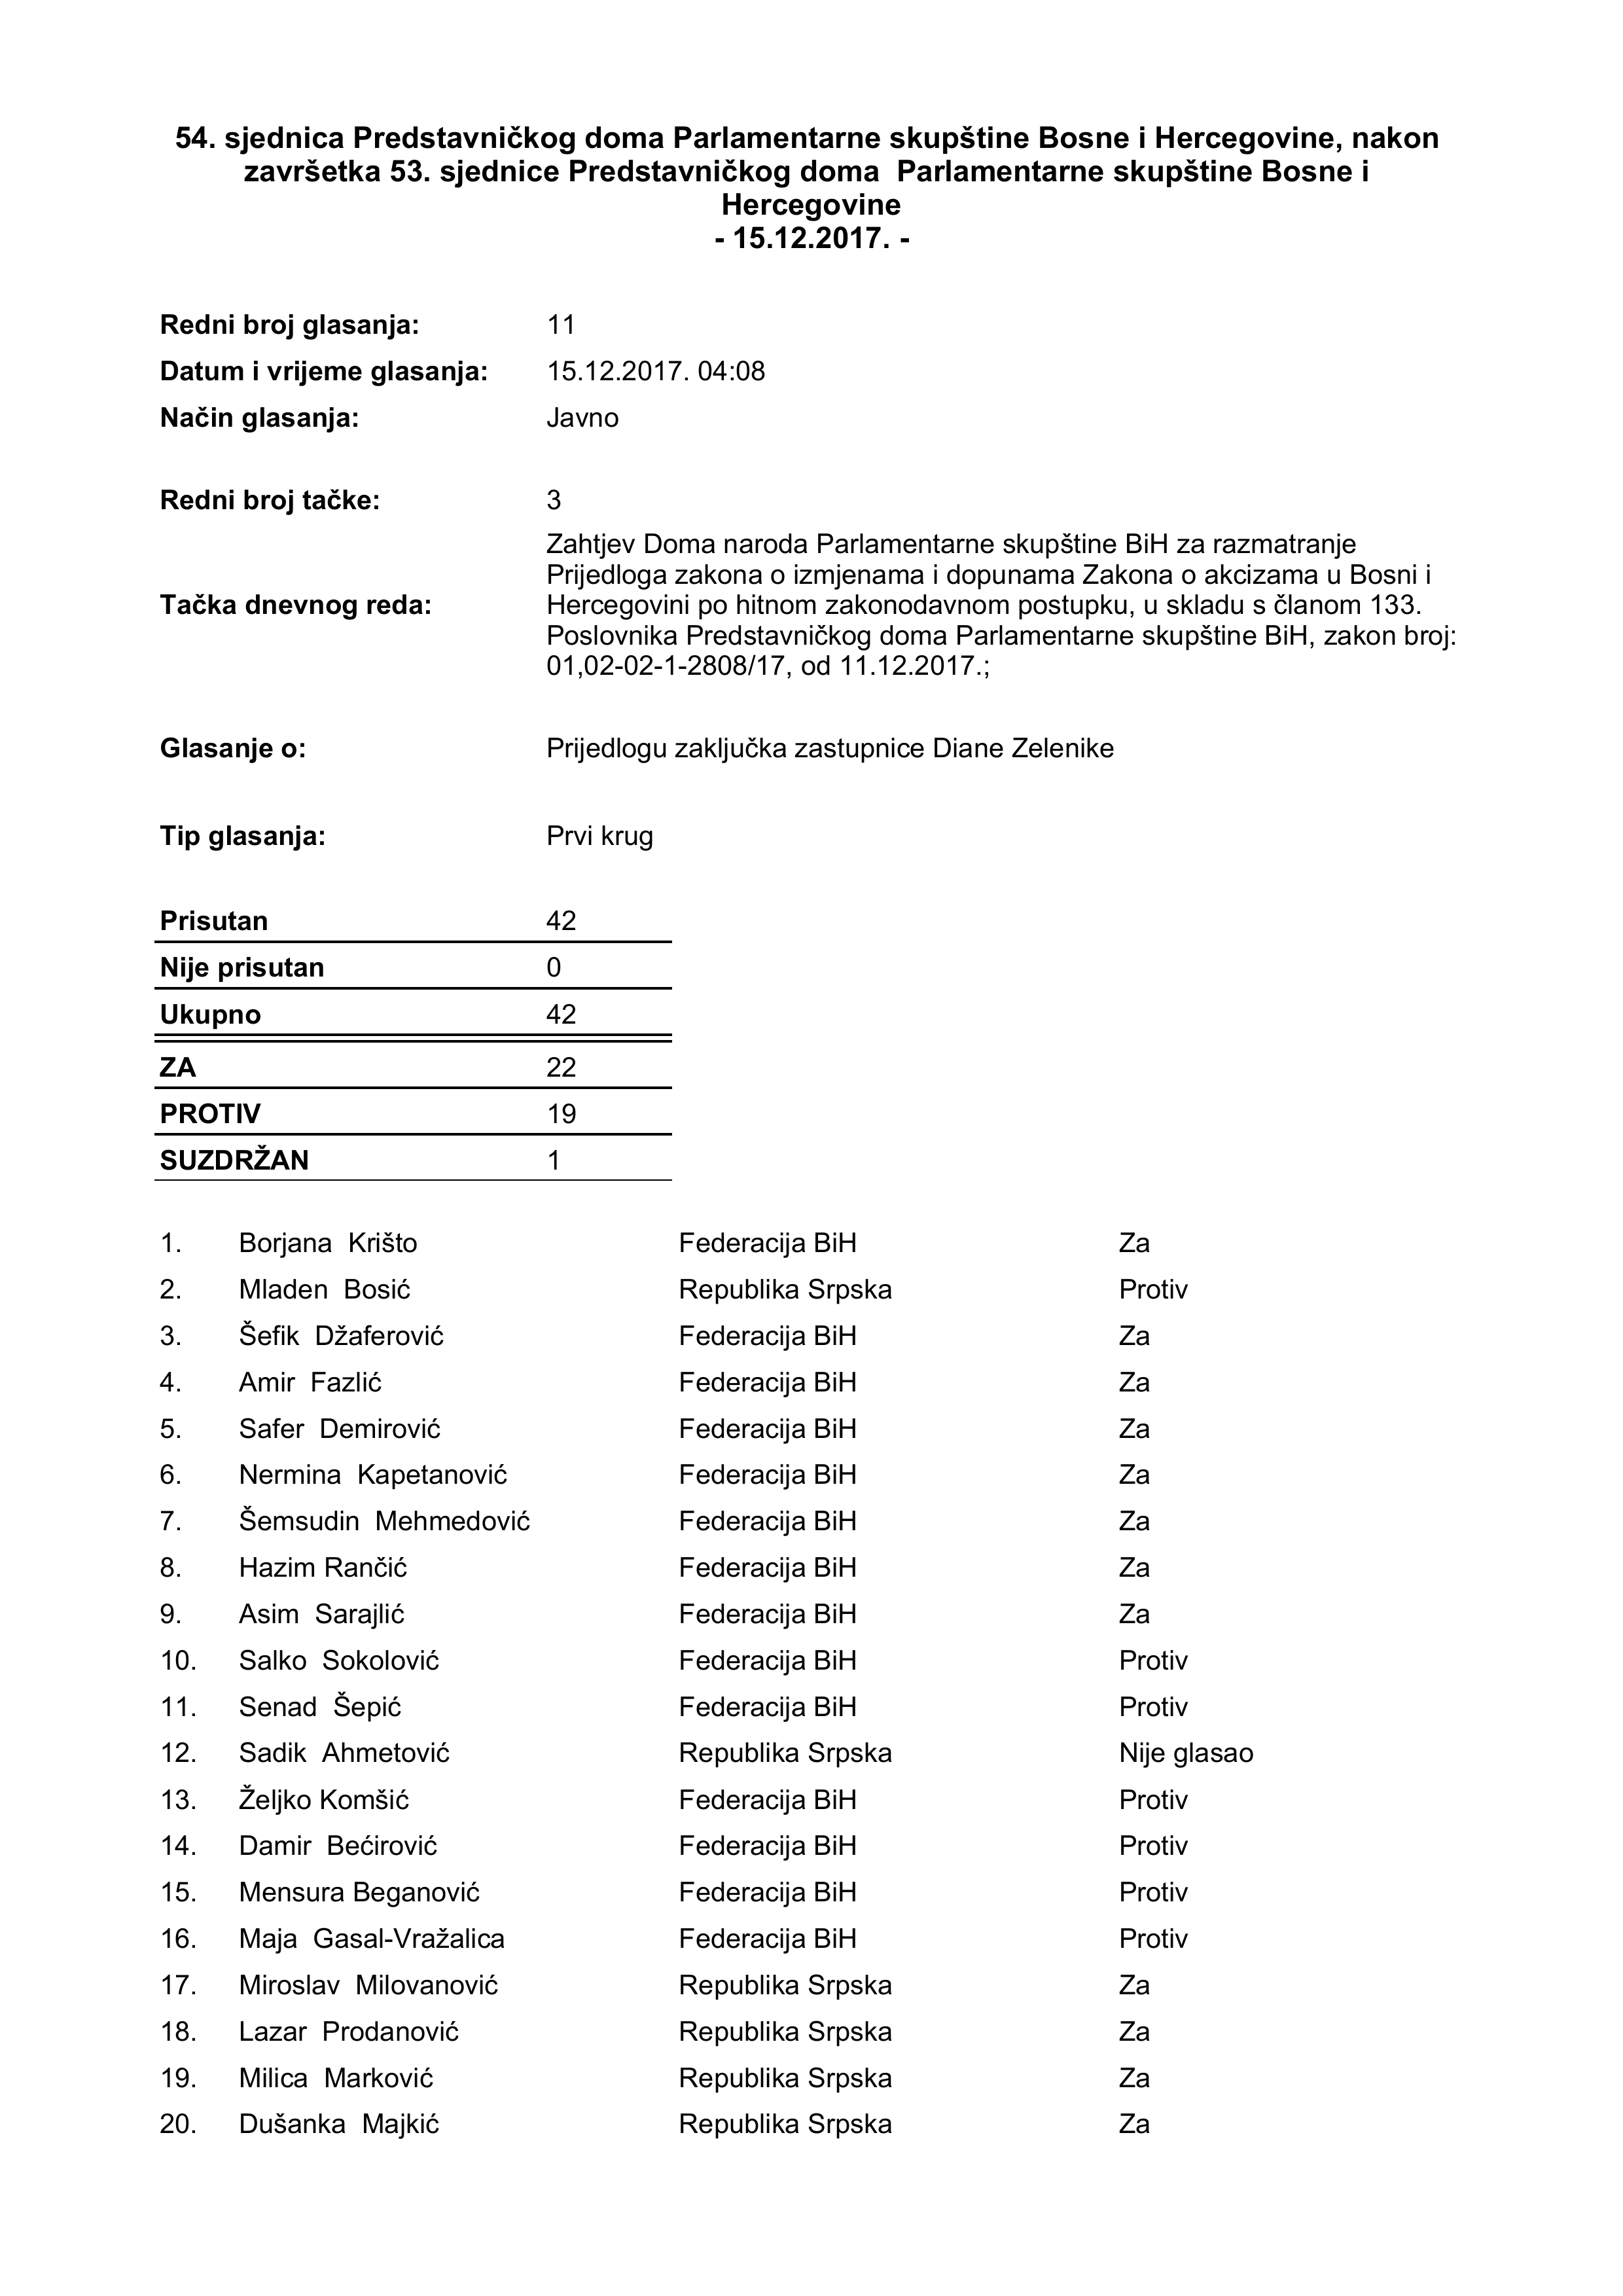 54. sjednica Predstavničkog doma Parlamentarne skupštine Bosne i Hercegovine, nakon
završetka 53. sjednice Predstavničkog doma  Parlamentarne skupštine Bosne i
Hercegovine
- 15.12.2017. -
Redni broj glasanja: 11
Datum i vrijeme glasanja: 15.12.2017. 04:08
Način glasanja: Javno
Redni broj tačke: 3
Tačka dnevnog reda: Zahtjev Doma naroda Parlamentarne skupštine BiH za razmatranje
Prijedloga zakona o izmjenama i dopunama Zakona o akcizama u Bosni i
Hercegovini po hitnom zakonodavnom postupku, u skladu s članom 133.
Poslovnika Predstavničkog doma Parlamentarne skupštine BiH, zakon broj:
01,02-02-1-2808/17, od 11.12.2017.;
Glasanje o: Prijedlogu zaključka zastupnice Diane Zelenike
Tip glasanja: Prvi krug
Prisutan 42
Nije prisutan 0
Ukupno 42
ZA 22
PROTIV 19
SUZDRŽAN 1
1. Borjana  Krišto Federacija BiH Za
2. Mladen  Bosić Republika Srpska Protiv
3. Šefik  Džaferović Federacija BiH Za
4. Amir  Fazlić Federacija BiH Za
5. Safer  Demirović Federacija BiH Za
6. Nermina  Kapetanović Federacija BiH Za
7. Šemsudin  Mehmedović Federacija BiH Za
8. Hazim Rančić Federacija BiH Za
9. Asim  Sarajlić Federacija BiH Za
10. Salko  Sokolović Federacija BiH Protiv
11. Senad  Šepić Federacija BiH Protiv
12. Sadik  Ahmetović Republika Srpska Nije glasao
13. Željko Komšić Federacija BiH Protiv
14. Damir  Bećirović Federacija BiH Protiv
15. Mensura Beganović Federacija BiH Protiv
16. Maja  Gasal-Vražalica Federacija BiH Protiv
17. Miroslav  Milovanović Republika Srpska Za
18. Lazar  Prodanović Republika Srpska Za
19. Milica  Marković Republika Srpska Za
20. Dušanka  Majkić Republika Srpska Za